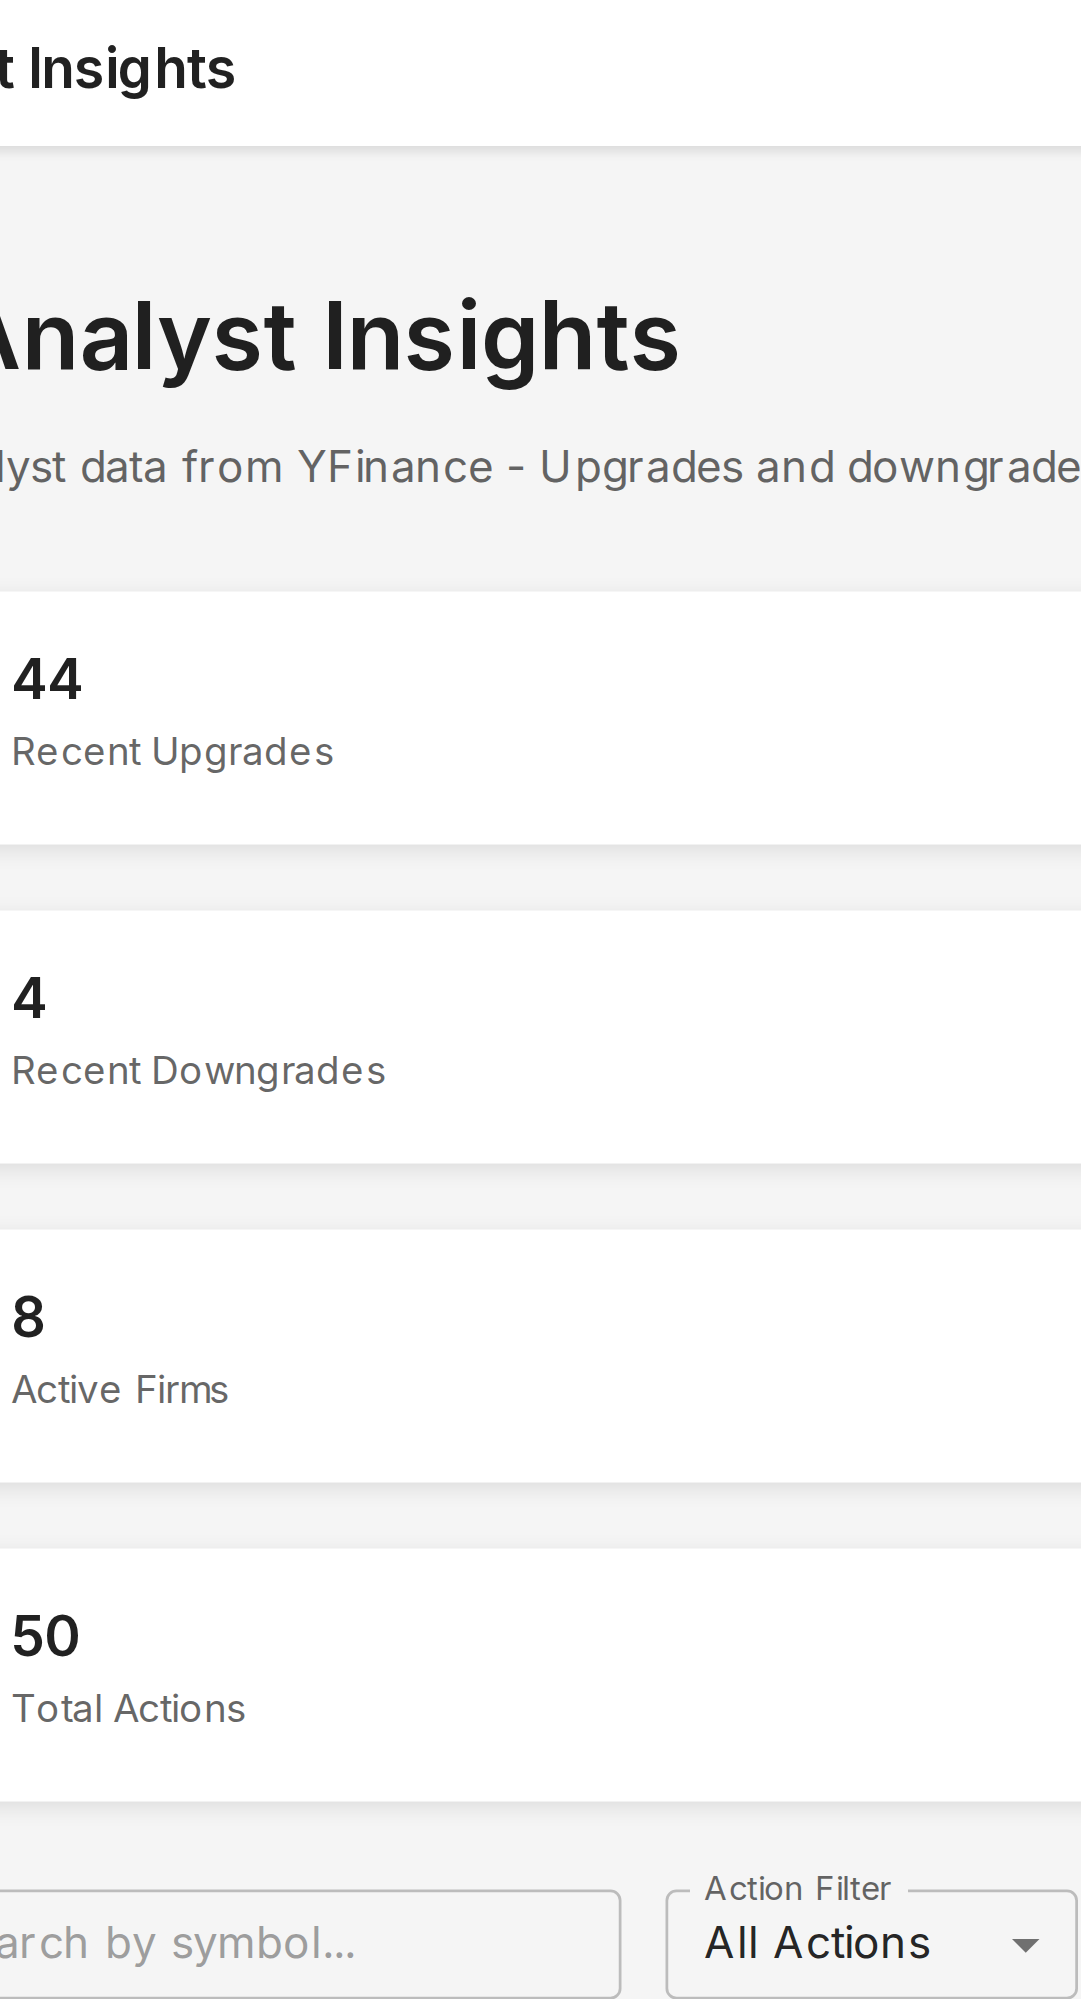 t Insights
Analyst Insights
lyst data from YFinance - Upgrades and downgrade
44
Recent Upgrades
4
Recent Downgrades
8
Active Firms
50
Total Actions
Action Filter
arch by symbol...
All Actions